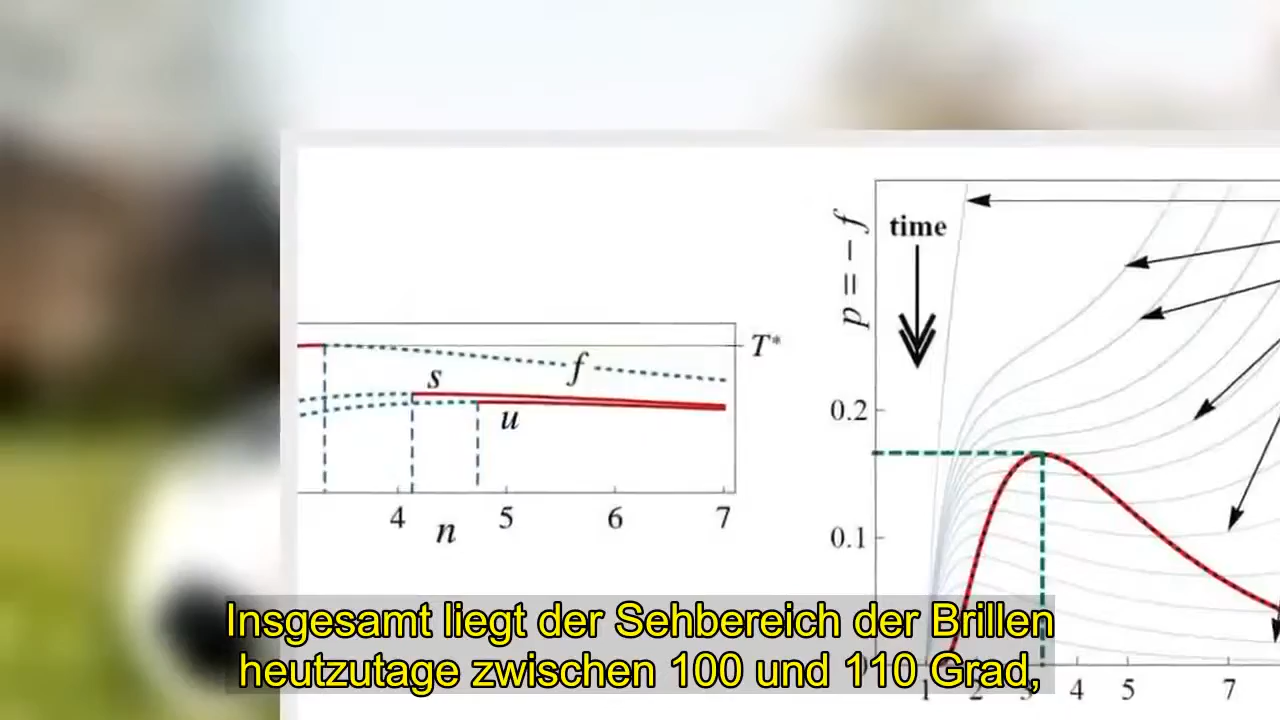 time
p = − f
T*
f
s
u
0.2
0.1
4 5 6 7
n
1 2 3 4 5 7
Insgesamt liegt der Sehbereich der Brillen
heutzutage zwischen 100 und 110 Grad,